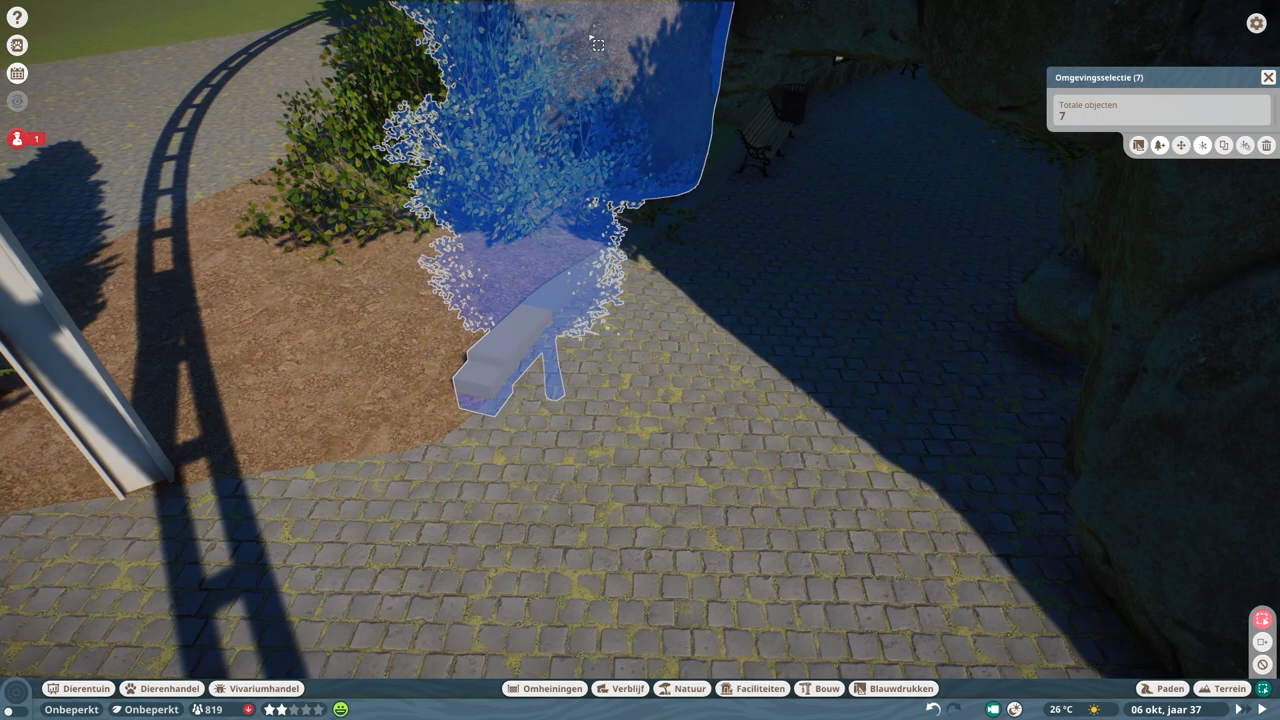 ?
1
Omgevingsselectie (7)
Totale objecten
7
Dierentuin
Dierenhandel
Vivariumhandel
Omheiningen
Verblijf
Natuur
Faciliteiten
Bouw
Blauwdrukken
Paden
Terrein
Onbeperkt
Onbeperkt
819
26 °C
06 okt, jaar 37